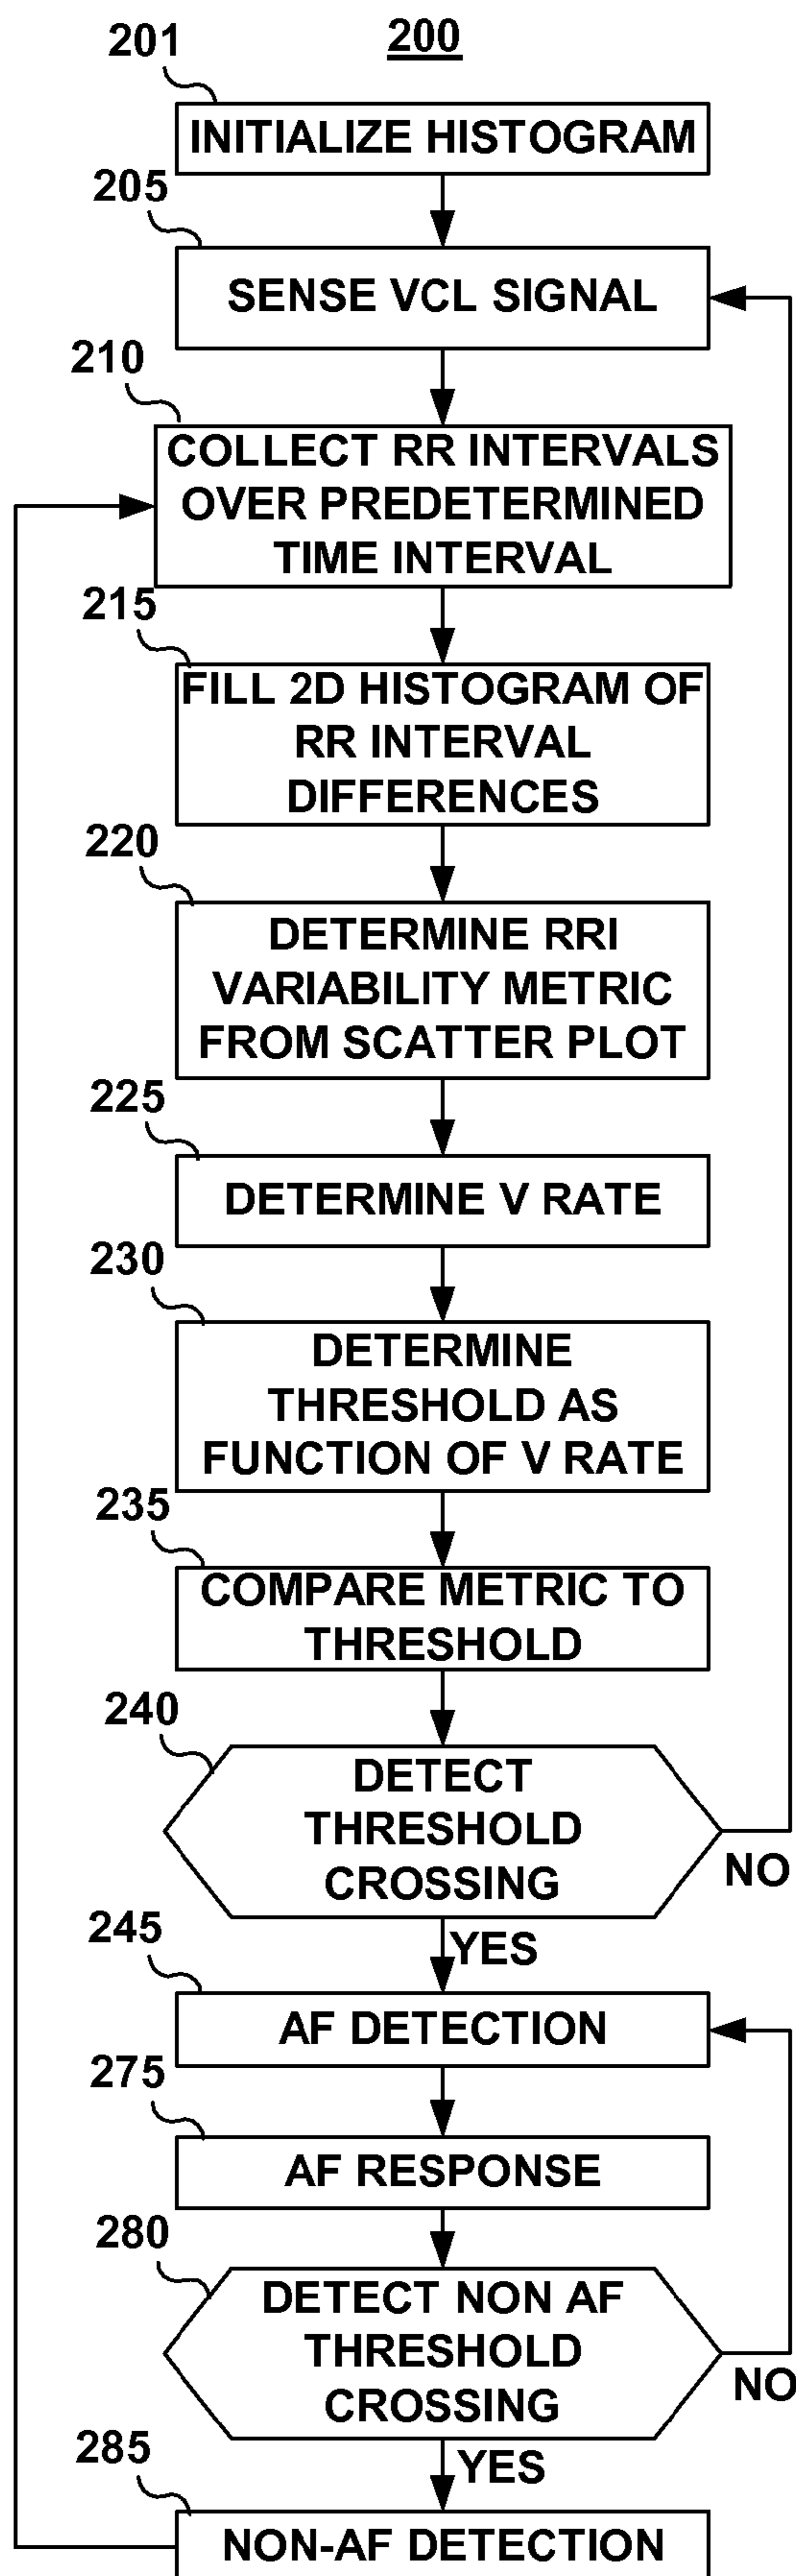 200
201
INITIALIZE HISTOGRAM
205
SENSE VCL SIGNAL
210
COLLECT RR INTERVALS
OVER PREDETERMINED
TIME INTERVAL
215
FILL 2D HISTOGRAM OF
RR INTERVAL
DIFFERENCES
220
DETERMINE RRI
VARIABILITY METRIC
FROM SCATTER PLOT
225
DETERMINE V RATE
230
DETERMINE
THRESHOLD AS
FUNCTION OF V RATE
235
COMPARE METRIC TO
THRESHOLD
240
DETECT
THRESHOLD
CROSSING
NO
YES
245
AF DETECTION
275
AF RESPONSE
280
DETECT NON AF
THRESHOLD
CROSSING
NO
YES
285
NON-AF DETECTION